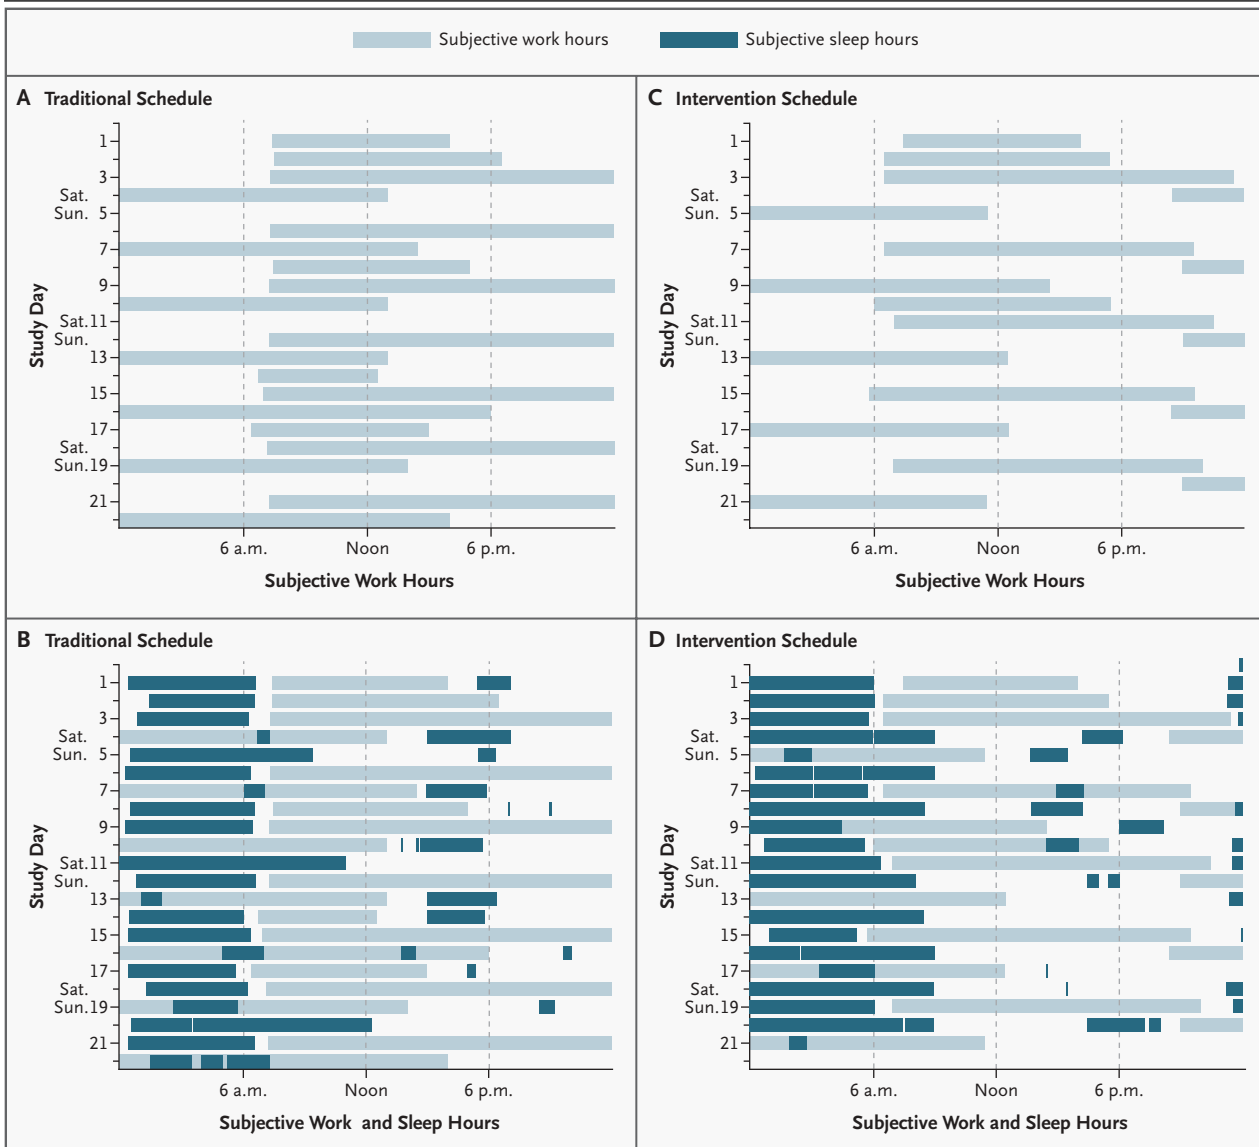 Subjective work hours
Subjective sleep hours
A Traditional Schedule
Study Day
1
3
Sat.
Sun. 5
7
9
Sat.11
Sun.
13
15
17
Sat.
Sun.19
21
6 a.m. Noon 6 p.m.
Subjective Work Hours
C Intervention Schedule
Study Day
1
3
Sat.
Sun. 5
7
9
Sat.11
Sun.
13
15
17
Sat.
Sun.19
21
6 a.m. Noon 6 p.m.
Subjective Work Hours
B Traditional Schedule
Study Day
1
3
Sat.
Sun. 5
7
9
Sat.11
Sun.
13
15
17
Sat.
Sun.19
21
6 a.m. Noon 6 p.m.
Subjective Work and Sleep Hours
D Intervention Schedule
Study Day
1
3
Sat.
Sun. 5
7
9
Sat.11
Sun.
13
15
17
Sat.
Sun.19
21
6 a.m. Noon 6 p.m.
Subjective Work and Sleep Hours